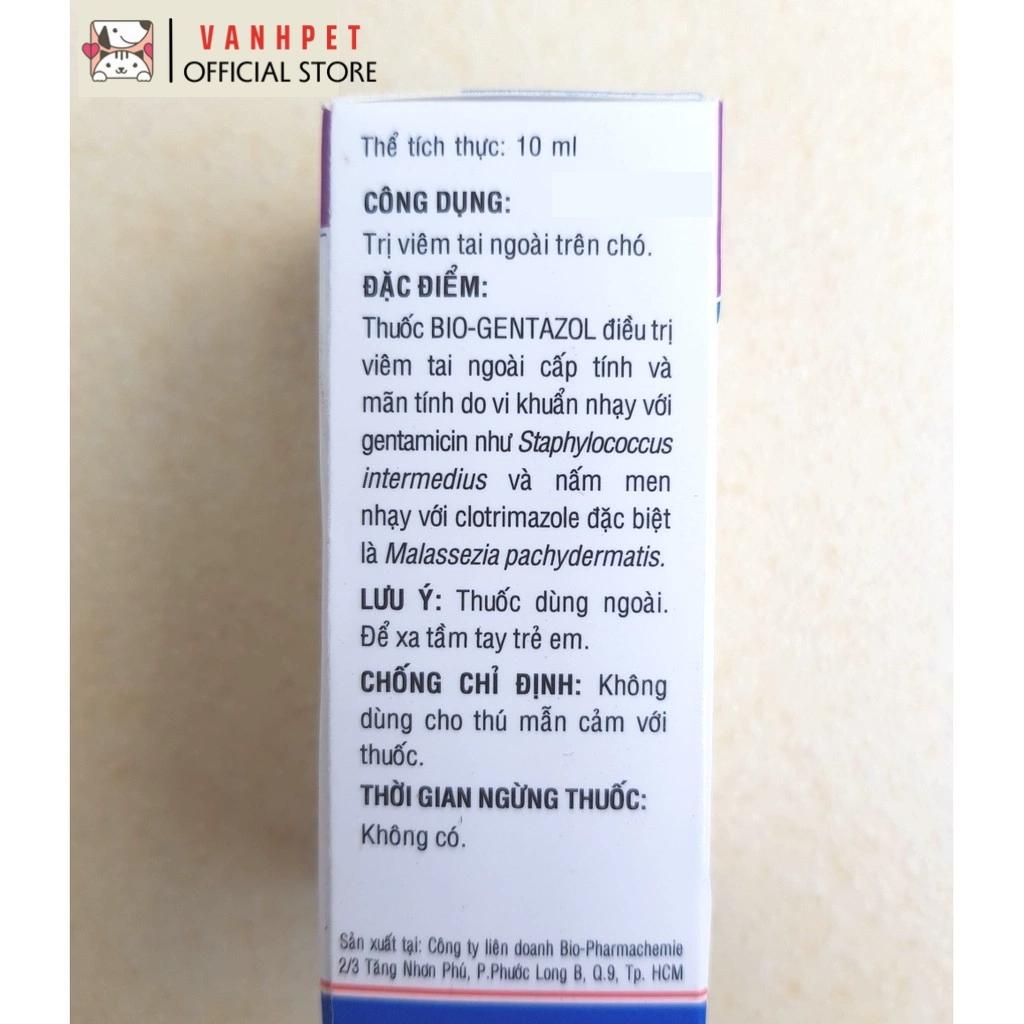 VANHPET
OFFICIAL STORE
Thể tích thực: 10 ml
CÔNG DỤNG:
Trị viêm tai ngoài trên chó.
ĐẶC ĐIỂM:
Thuốc BIO-GENTAZOL điều trị
viêm tai ngoài cấp tính và
mãn tính do vi khuẩn nhạy với
gentamicin như Staphylococcus
intermedius và nấm men
nhạy với clotrimazole đặc biệt
là Malassezia pachydermatis.
LƯU Ý: Thuốc dùng ngoài.
Để xa tầm tay trẻ em.
CHỐNG CHỈ ĐỊNH: Không
dùng cho thú mẫn cảm với
thuốc.
THỜI GIAN NGỪNG THUỐC:
Không có.
Sản xuất tại: Công ty liên doanh Bio-Pharmachemie
2/3 Tăng Nhơn Phú, P.Phước Long B, Q.9, Tp. HCM